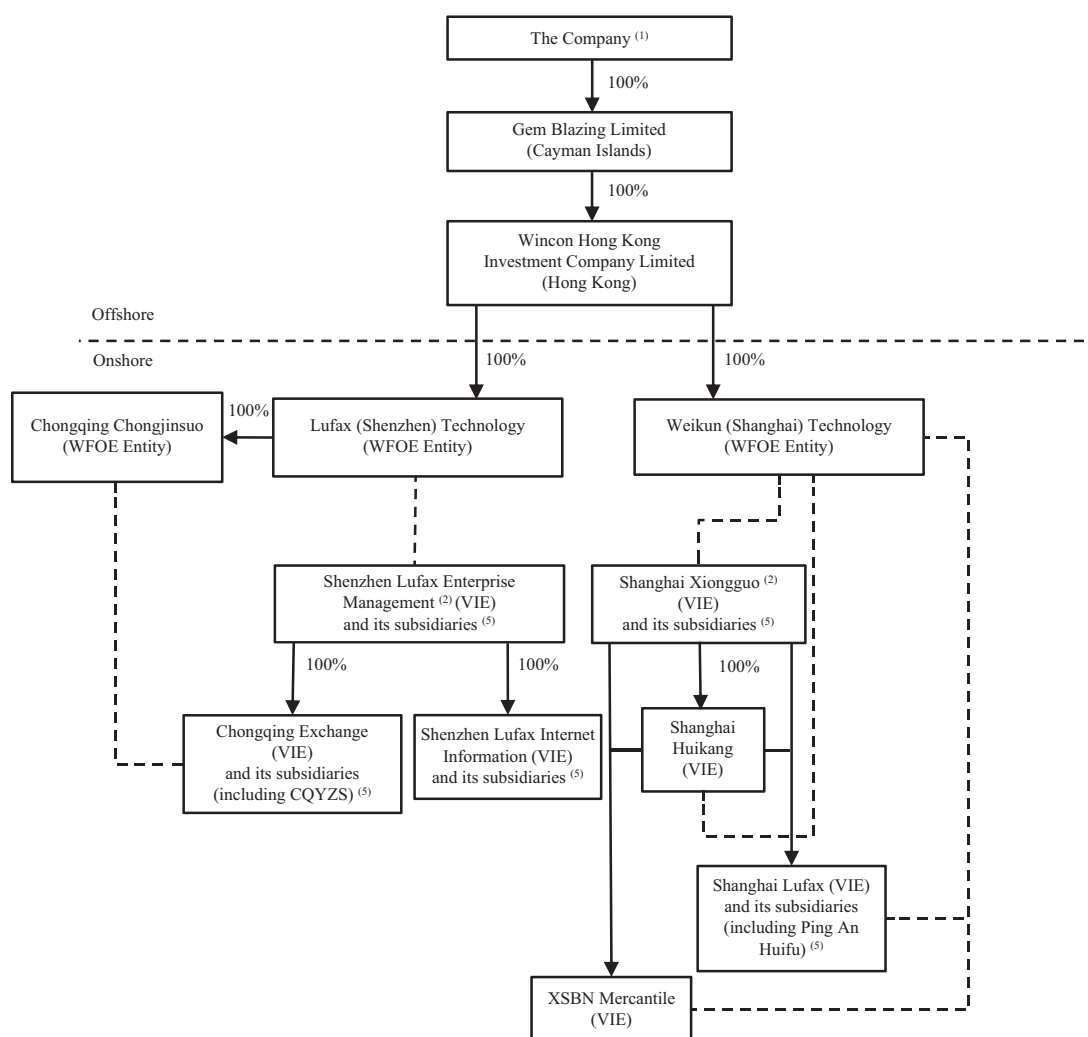 The Company (1)
100%
Gem Blazing Limited
(Cayman Islands)
100%
Wincon Hong Kong
Investment Company Limited
(Hong Kong)
Offshore
Onshore
100%
100%
Chongqing Chongjinsuo
(WFOE Entity)
100%
Lufax (Shenzhen) Technology
(WFOE Entity)
Weikun (Shanghai) Technology
(WFOE Entity)
Shenzhen Lufax Enterprise
Management (2) (VIE)
and its subsidiaries (5)
Shanghai Xiongguo (2)
(VIE)
and its subsidiaries (5)
100%
100%
100%
Chongqing Exchange
(VIE)
and its subsidiaries
(including CQYZS) (5)
Shenzhen Lufax Internet
Information (VIE)
and its subsidiaries (5)
Shanghai
Huikang
(VIE)
Shanghai Lufax (VIE)
and its subsidiaries
(including Ping An
Huifu) (5)
XSBN Mercantile
(VIE)